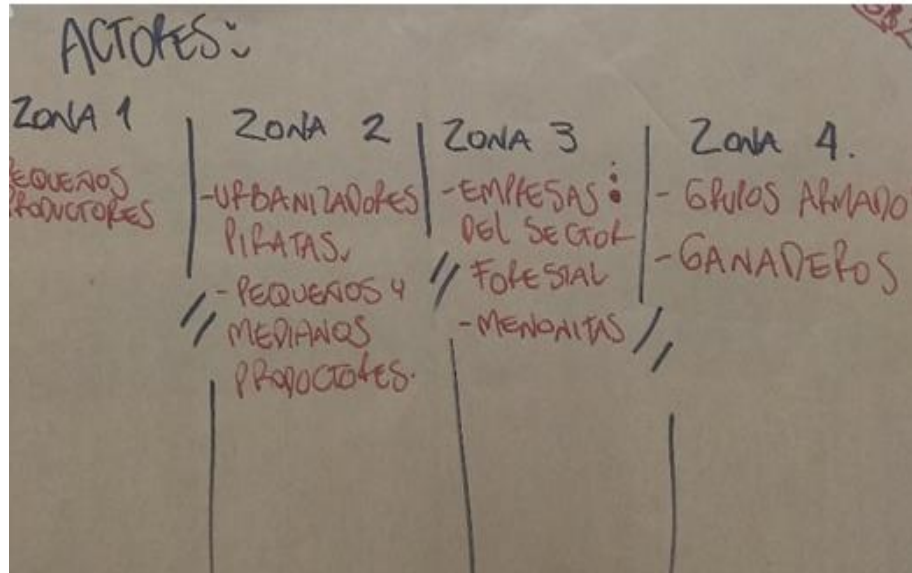 ACTORES:
ZONA 1
EQUEÑOS
RODUCTORES
ZONA 2
-URBANIZADORES
PIRATAS.
- PEQUEÑOS Y
MEDIANOS
PRODUCTORES.
ZONA 3
-EMPRESAS:
DEL SECTOR
FORESTAL
-MENONITAS
ZONA 4.
- GRUPOS ARMADO
- GANADEROS